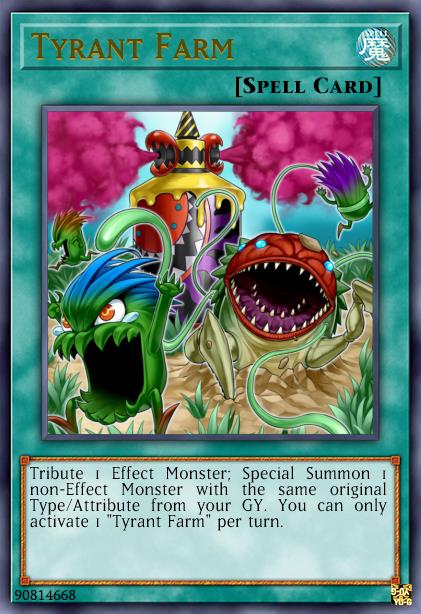 Tyrant Farm
[Spell Card]
SPELL
魔
Tribute 1 Effect Monster; Special Summon 1
non-Effect Monster with the same original
Type/Attribute from your GY. You can only
activate 1 "Tyrant Farm" per turn.
90814668